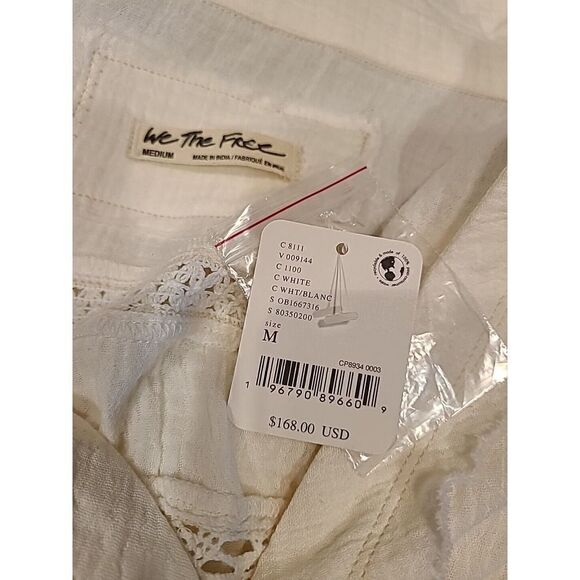 We The Free
MEDIUM
MADE IN INDIA / FABRIQUÉ EN INDE
C 8111
V 009144
C 1100
C WHITE
C WHT/BLANC
S OB1667316
S 80350200
size
M
CP8934 0003
1 96790 89660 9
$168.00 USD